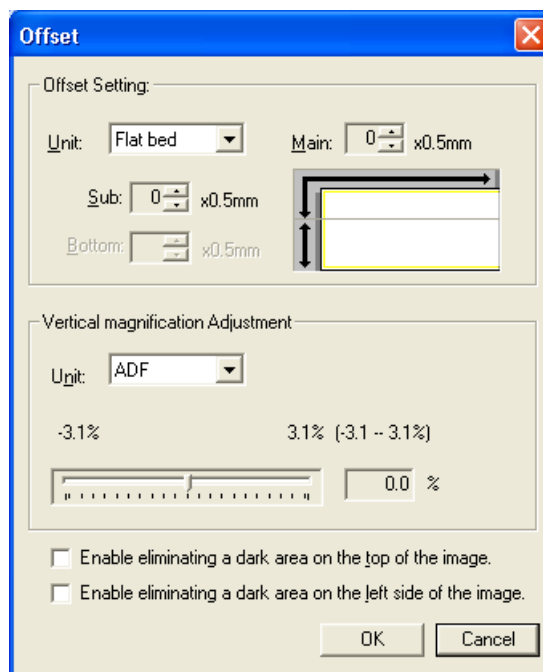 Offset
Offset Setting:
Unit: Flat bed Main: 0 x0.5mm
Sub: 0 x0.5mm
Bottom: x0.5mm
Vertical magnification Adjustment
Unit: ADF
-3.1% 3.1% (-3.1 -- 3.1%)
0.0 %
Enable eliminating a dark area on the top of the image.
Enable eliminating a dark area on the left side of the image.
OK Cancel